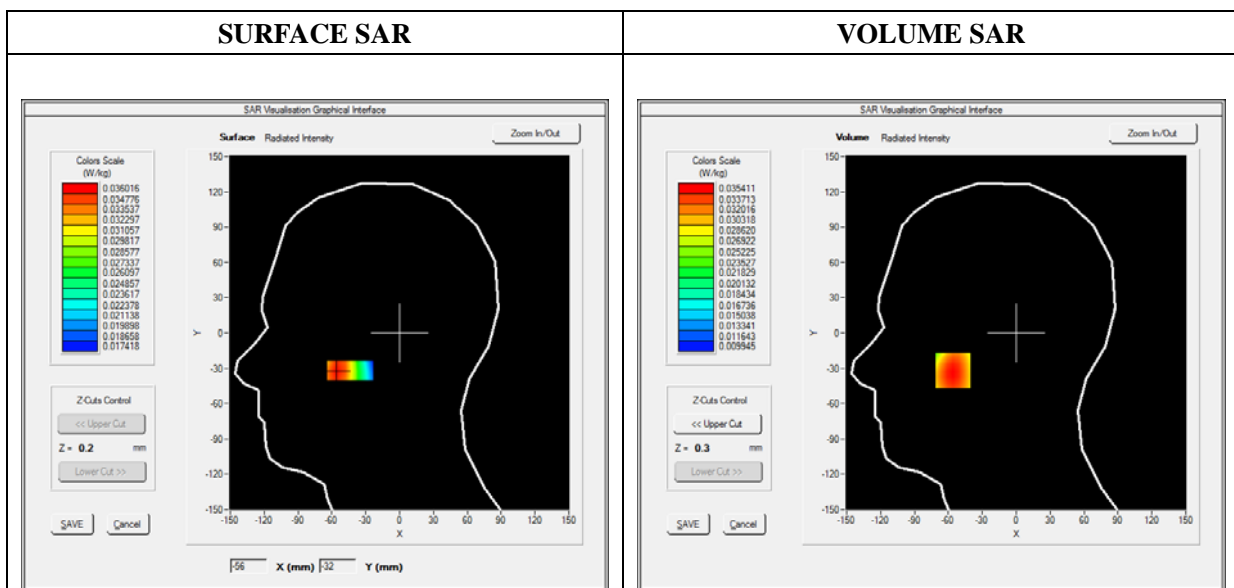 SURFACE SAR
SAR Visualisation Graphical Interface
Surface Radiated Intensity
Zoom In/Out
Colors Scale
(W/kg)
0.036016
0.034776
0.033537
0.032297
0.031057
0.029817
0.028577
0.027337
0.026097
0.024857
0.023617
0.022378
0.021138
0.019898
0.018658
0.017418
Z-Cuts Control
<< Upper Cut
Z = 0.2 mm
Lower Cut >>
SAVE Cancel
150
120
90
60
30
0
-30
-60
-90
-120
-150
Y
-150 -120 -90 -60 -30 0 30 60 90 120 150
X
-56 X (mm) -32 Y (mm)
VOLUME SAR
SAR Visualisation Graphical Interface
Volume Radiated Intensity
Zoom In/Out
Colors Scale
(W/kg)
0.035411
0.033713
0.032016
0.030318
0.028620
0.026922
0.025225
0.023527
0.021829
0.020132
0.018434
0.016736
0.015038
0.013341
0.011643
0.009945
Z-Cuts Control
<< Upper Cut
Z = 0.3 mm
Lower Cut >>
SAVE Cancel
150
120
90
60
30
0
-30
-60
-90
-120
-150
Y
-150 -120 -90 -60 -30 0 30 60 90 120 150
X